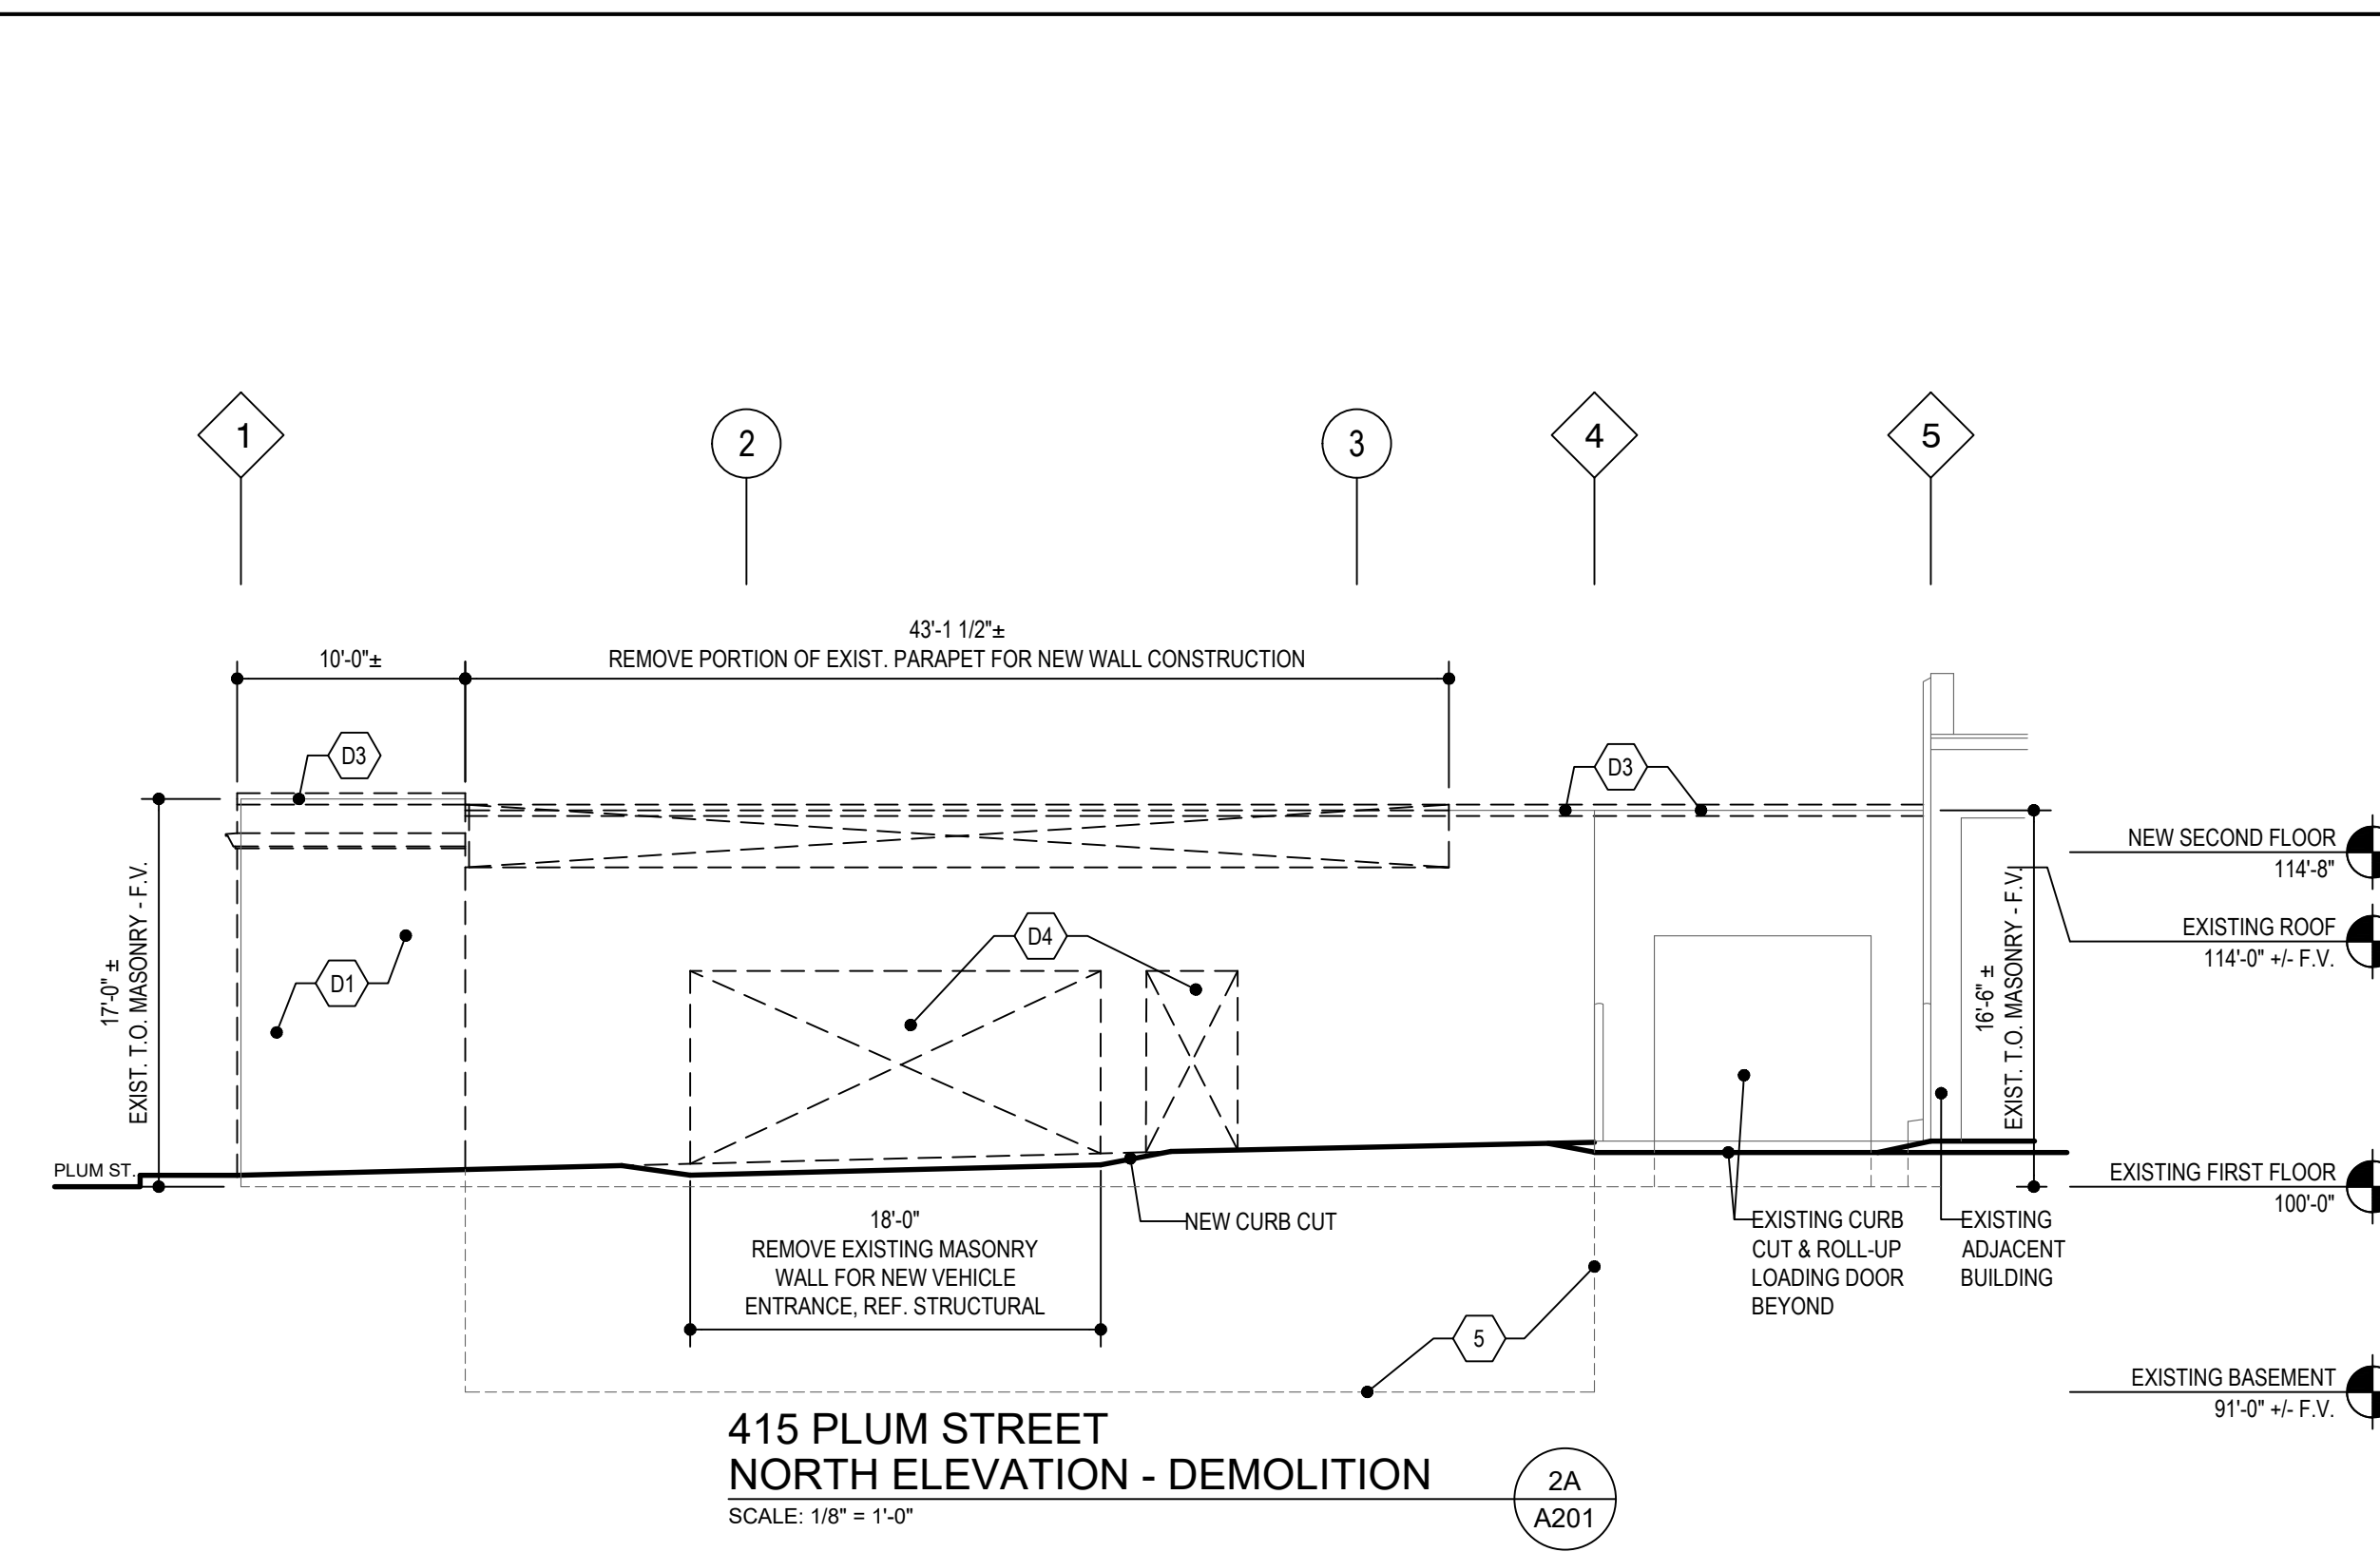 1
2
3
4
5
43'-1 1/2"±
REMOVE PORTION OF EXIST. PARAPET FOR NEW WALL CONSTRUCTION
10'-0"±
D3
D3
NEW SECOND FLOOR
114'-8"
EXISTING ROOF
114'-0" +/- F.V.
17'-0" ±
EXIST. T.O. MASONRY - F.V.
D1
D4
16'-6" ±
EXIST. T.O. MASONRY - F.V.
PLUM ST.
EXISTING FIRST FLOOR
100'-0"
18'-0"
REMOVE EXISTING MASONRY
WALL FOR NEW VEHICLE
ENTRANCE, REF. STRUCTURAL
NEW CURB CUT
EXISTING CURB
CUT & ROLL-UP
LOADING DOOR
BEYOND
EXISTING
ADJACENT
BUILDING
5
EXISTING BASEMENT
91'-0" +/- F.V.
415 PLUM STREET
NORTH ELEVATION - DEMOLITION
SCALE: 1/8" = 1'-0"
2A
A201